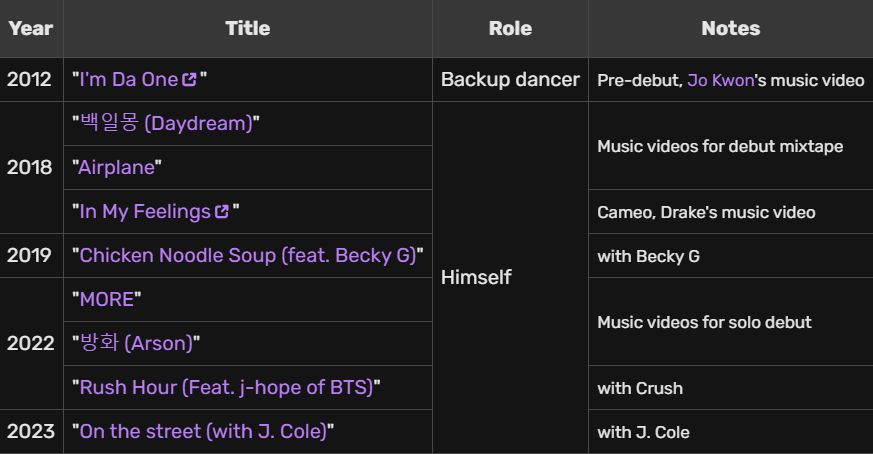 Year Title Role Notes
2012 "I'm Da One" Backup dancer Pre-debut, Jo Kwon's music video
2018 "백일몽 (Daydream)" Himself Music videos for debut mixtape
"Airplane"
"In My Feelings" Cameo, Drake's music video
2019 "Chicken Noodle Soup (feat. Becky G)" with Becky G
2022 "MORE" Music videos for solo debut
"방화 (Arson)"
"Rush Hour (Feat. j-hope of BTS)" with Crush
2023 "On the street (with J. Cole)" with J. Cole